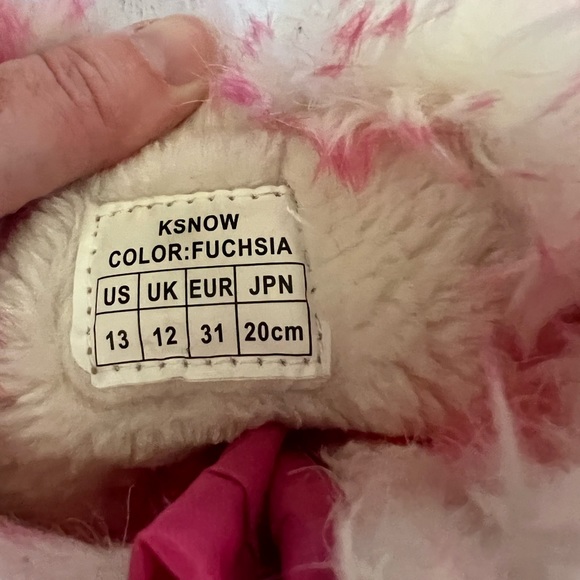 KSNOW
COLOR:FUCHSIA
US UK EUR JPN
13 12 31 20cm